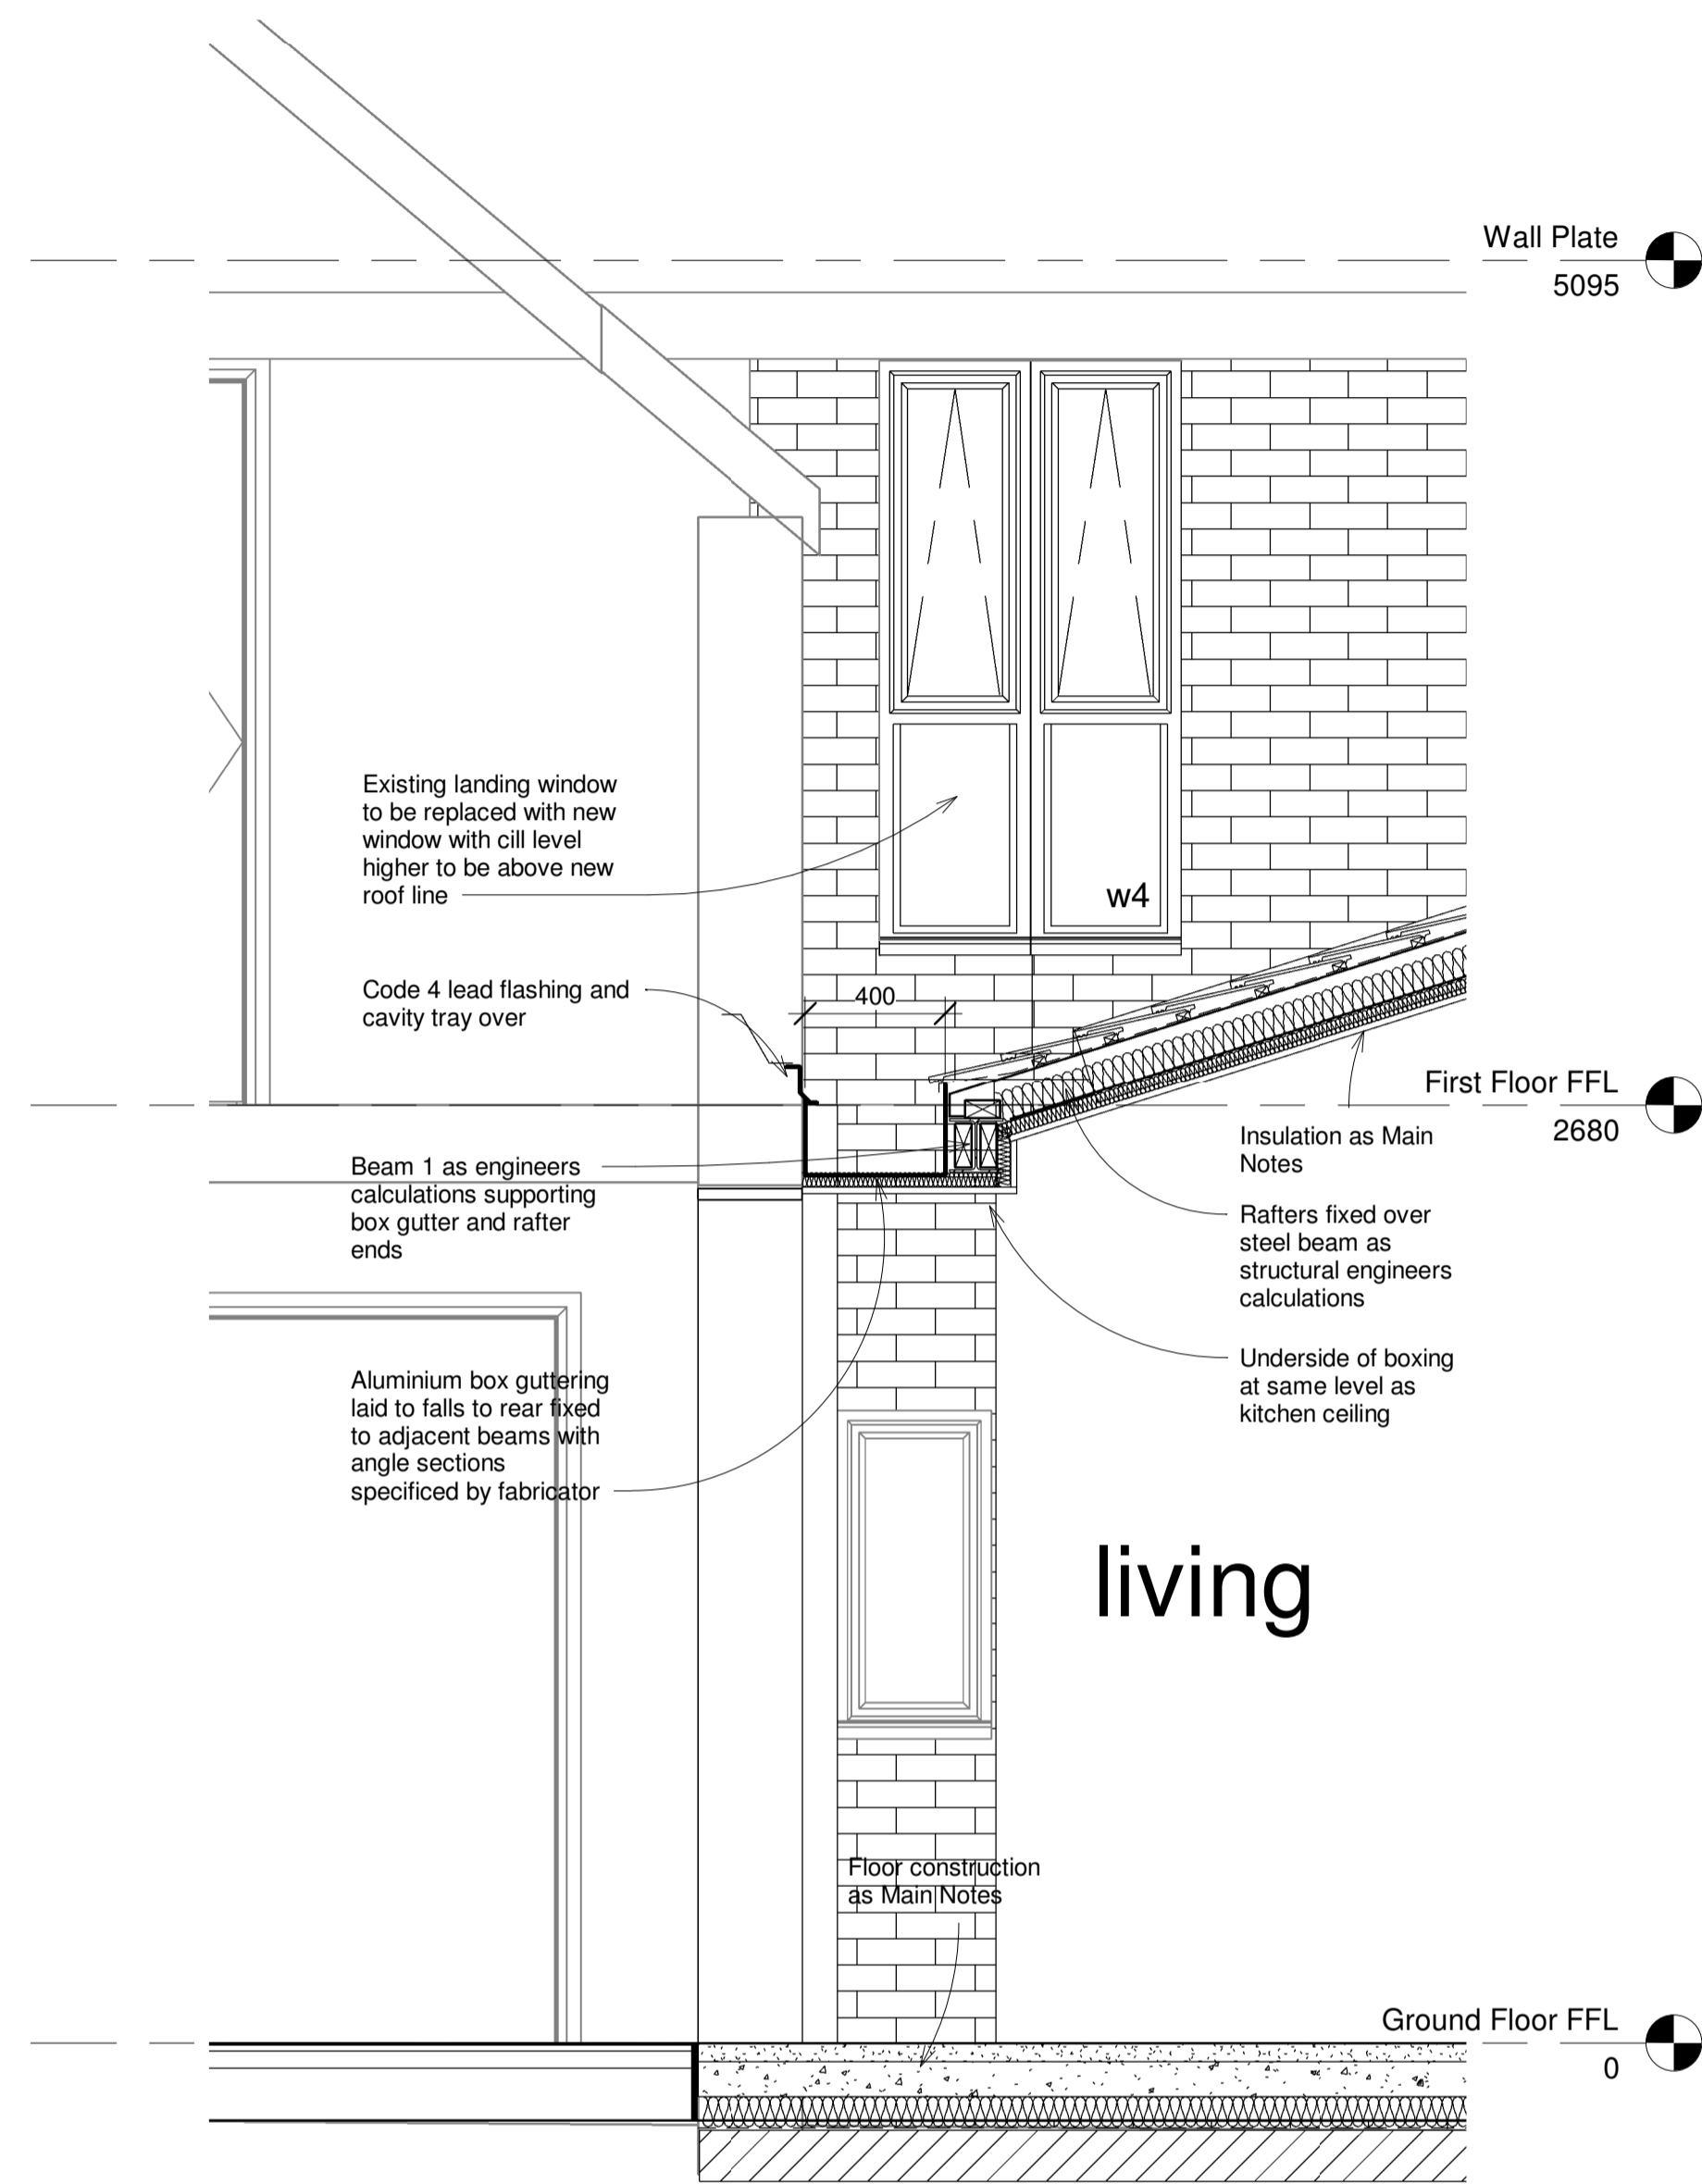 Wall Plate
5095
Existing landing window
to be replaced with new
window with cill level
higher to be above new
roof line
w4
Code 4 lead flashing and
cavity tray over
400
First Floor FFL
2680
Beam 1 as engineers
calculations supporting
box gutter and rafter
ends
Insulation as Main
Notes
Rafters fixed over
steel beam as
structural engineers
calculations
Underside of boxing
at same level as
kitchen ceiling
Aluminium box guttering
laid to falls to rear fixed
to adjacent beams with
angle sections
specificed by fabricator
living
Floor construction
as Main Notes
Ground Floor FFL
0